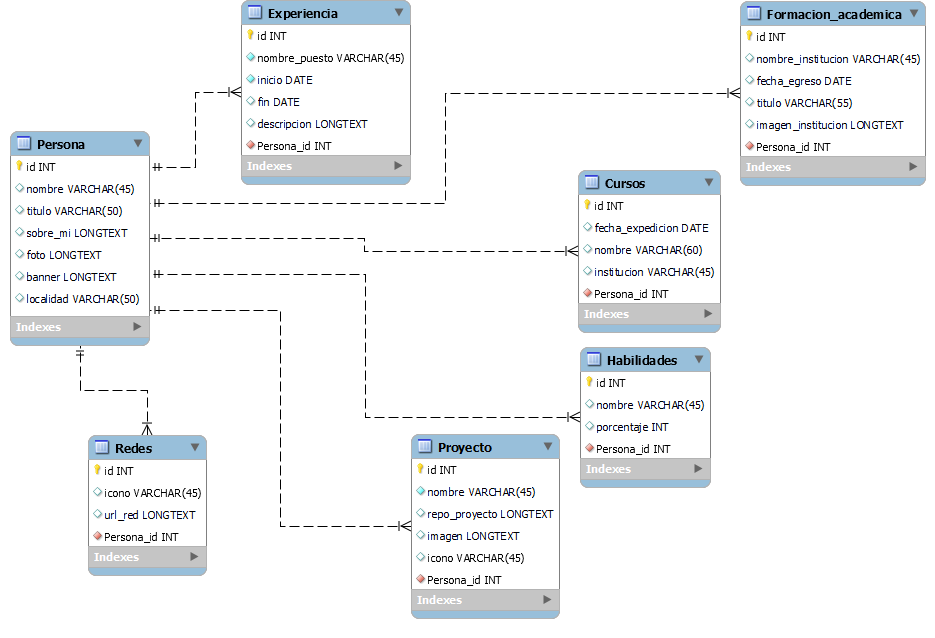 Experiencia
id INT
nombre_puesto VARCHAR(45)
inicio DATE
fin DATE
descripcion LONGTEXT
Persona_id INT
Indexes
Formacion_academica
id INT
nombre_institucion VARCHAR(45)
fecha_egreso DATE
titulo VARCHAR(55)
imagen_institucion LONGTEXT
Persona_id INT
Indexes
Persona
id INT
nombre VARCHAR(45)
titulo VARCHAR(50)
sobre_mi LONGTEXT
foto LONGTEXT
banner LONGTEXT
localidad VARCHAR(50)
Indexes
Cursos
id INT
fecha_expedicion DATE
nombre VARCHAR(60)
institucion VARCHAR(45)
Persona_id INT
Indexes
Habilidades
id INT
nombre VARCHAR(45)
porcentaje INT
Persona_id INT
Indexes
Redes
id INT
icono VARCHAR(45)
url_red LONGTEXT
Persona_id INT
Indexes
Proyecto
id INT
nombre VARCHAR(45)
repo_proyecto LONGTEXT
imagen LONGTEXT
icono VARCHAR(45)
Persona_id INT
Indexes